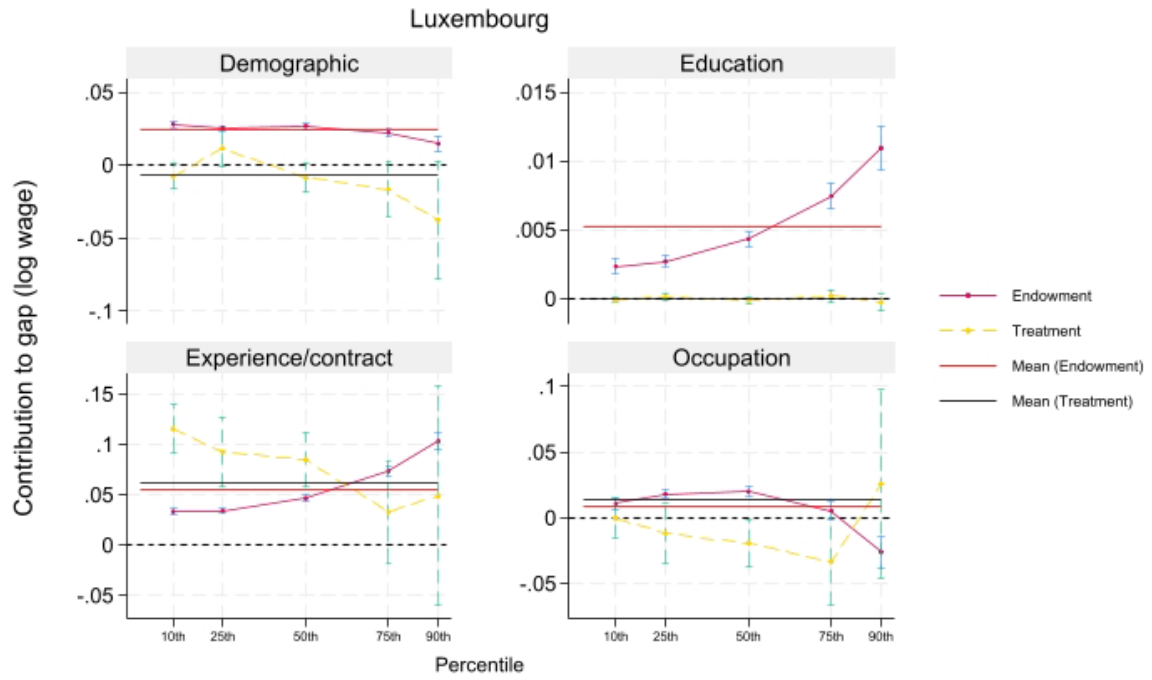 Luxembourg
Contribution to gap (log wage)
Demographic
.05
0
-.05
-.1
Education
.015
.01
.005
0
Experience/contract
.15
.1
.05
0
-.05
10th 25th 50th 75th 90th
Occupation
.1
.05
0
-.05
10th 25th 50th 75th 90th
Percentile
Endowment
Treatment
Mean (Endowment)
Mean (Treatment)